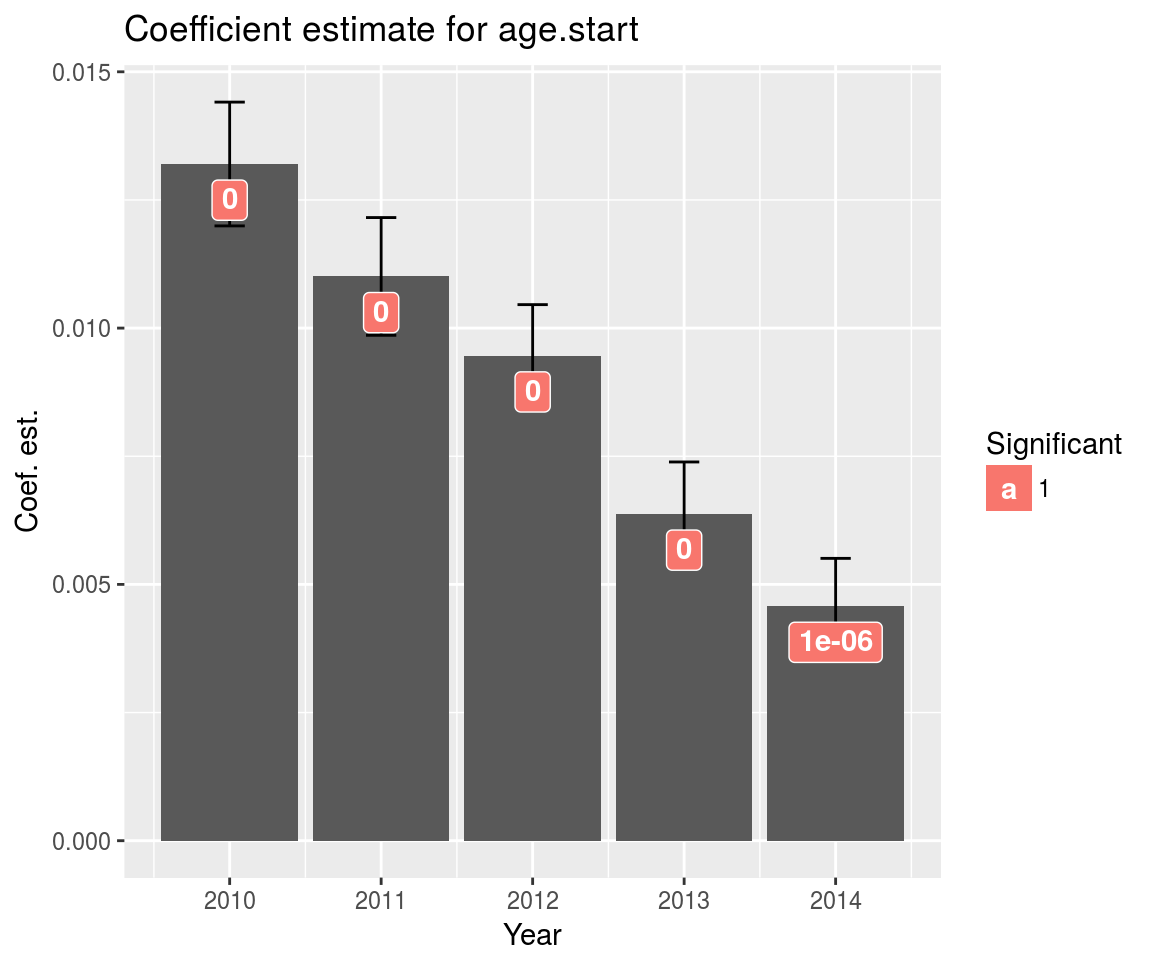 Coefficient estimate for age.start
0.015
0.010
0.005
0.000
Coef. est.
0
0
0
0
1e-06
2010 2011 2012 2013 2014
Year
Significant
a 1